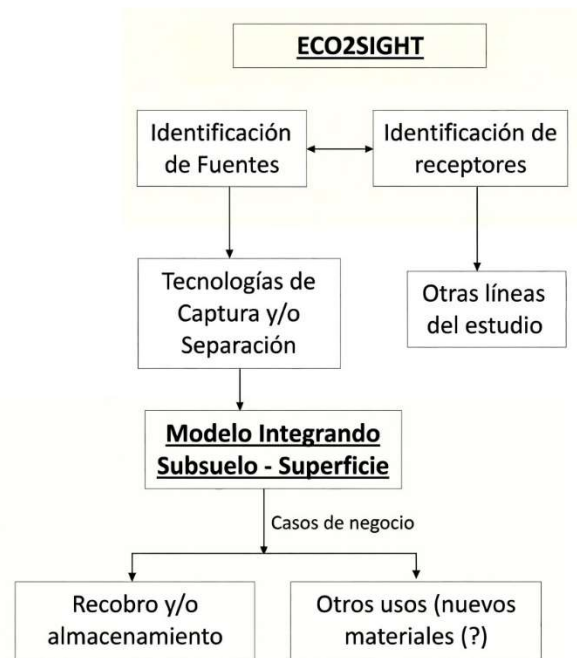 ECO2SIGHT
Identificación
de Fuentes
Identificación de
receptores
Tecnologías de
Captura y/o
Separación
Otras líneas
del estudio
Modelo Integrando
Subsuelo - Superficie
Casos de negocio
Recobro y/o
almacenamiento
Otros usos (nuevos
materiales (?)